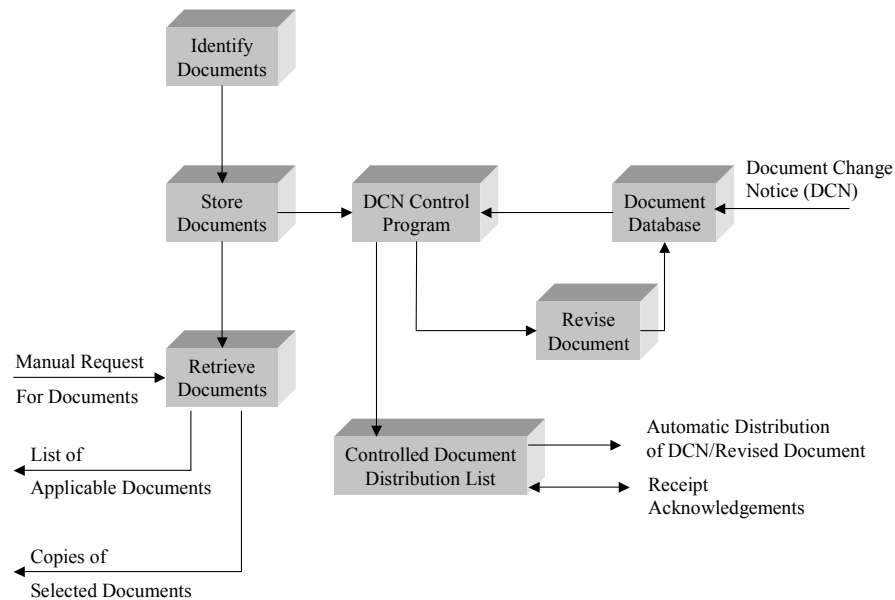 Identify
Documents
Store
Documents
DCN Control
Program
Document
Database
Document Change
Notice (DCN)
Revise
Document
Manual Request
For Documents
Retrieve
Documents
List of
Applicable Documents
Copies of
Selected Documents
Controlled Document
Distribution List
Automatic Distribution
of DCN/Revised Document
Receipt
Acknowledgements